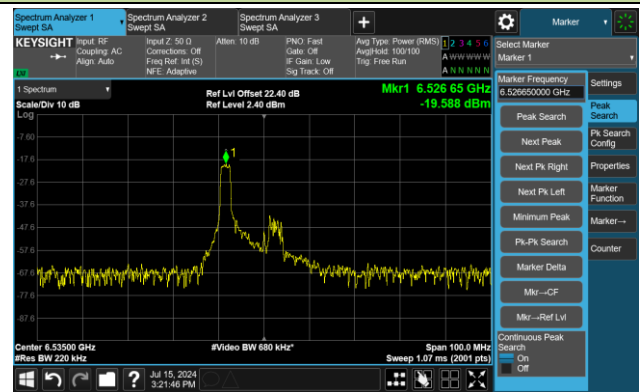 Spectrum Analyzer 1
Swept SA
Spectrum Analyzer 2
Swept SA
Spectrum Analyzer 3
Swept SA
+
Marker
KEYSIGHT
Input: RF
Coupling: AC
Align: Auto
Input Z: 50 Ω
Corrections: Off
Freq Ref: Int (S)
NFE: Adaptive
Atten: 10 dB
PNO: Fast
Gate: Off
IF Gain: Low
Sig Track: Off
Avg Type: Power (RMS)
Avg|Hold: 100/100
Trig: Free Run
1 2 3 4 5 6
A W W W W W
A N N N N N
Select Marker
Marker 1
LXI
1 Spectrum
Scale/Div 10 dB
Log
Ref Lvl Offset 22.40 dB
Ref Level 2.40 dBm
Mkr1 6.526 65 GHz
-19.588 dBm
1
-7.60
-17.6
-27.6
-37.6
-47.6
-57.6
-67.6
-77.6
-87.6
Center 6.53500 GHz
#Res BW 220 kHz
#Video BW 680 kHz*
Span 100.0 MHz
Sweep 1.07 ms (2001 pts)
Marker Frequency
6.526650000 GHz
Peak Search
Next Peak
Next Pk Right
Next Pk Left
Minimum Peak
Pk-Pk Search
Marker Delta
Mkr→CF
Mkr→Ref Lvl
Continuous Peak
Search
On
Off
Settings
Peak
Search
Pk Search
Config
Properties
Marker
Function
Marker→
Counter
?
Jul 15, 2024
3:21:46 PM